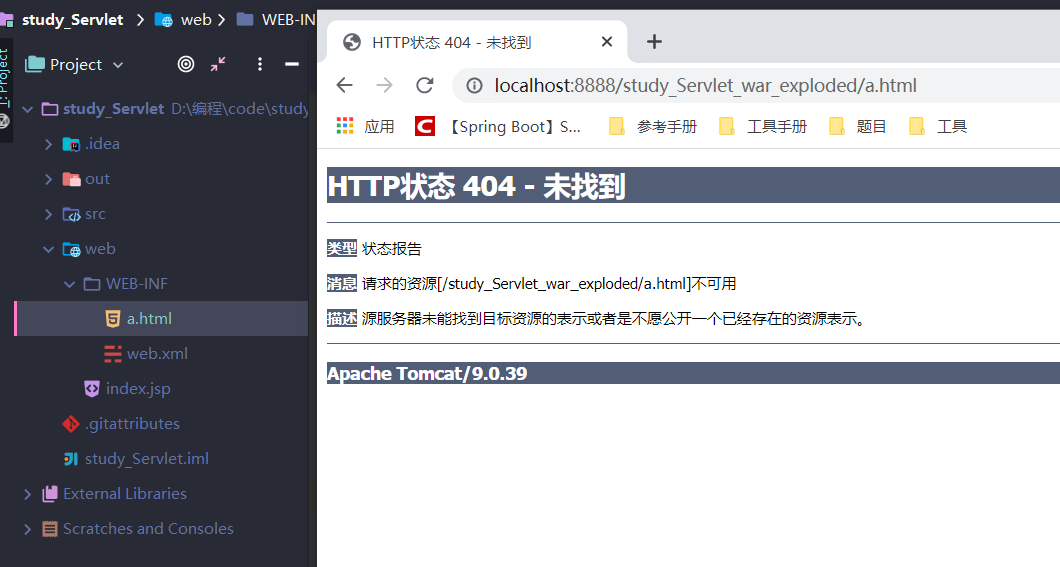 study_Servlet > web > WEB-IN
1: Project
Project
study_Servlet D:\编程\code\study
.idea
out
src
web
WEB-INF
a.html
web.xml
index.jsp
.gitattributes
study_Servlet.iml
External Libraries
Scratches and Consoles
HTTP状态 404 - 未找到
localhost:8888/study_Servlet_war_exploded/a.html
应用 【Spring Boot】S... 参考手册 工具手册 题目 工具
HTTP状态 404 - 未找到
类型 状态报告
消息 请求的资源[/study_Servlet_war_exploded/a.html]不可用
描述 源服务器未能找到目标资源的表示或者是不愿公开一个已经存在的资源表示。
Apache Tomcat/9.0.39